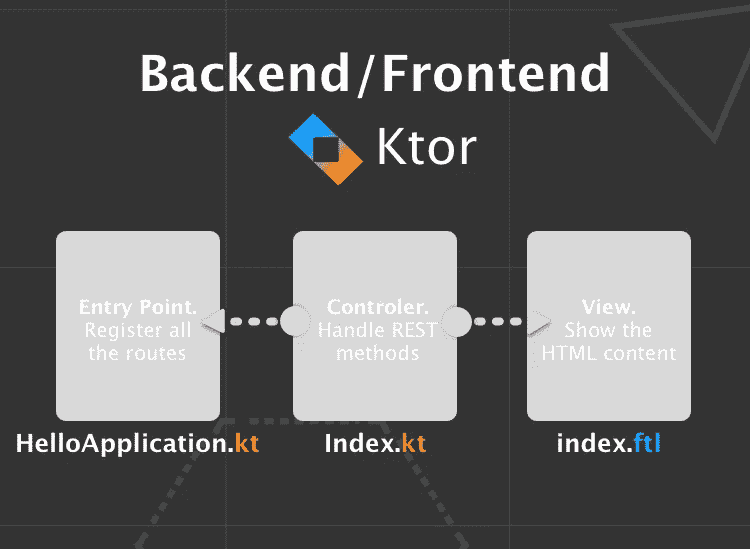 Backend/Frontend
Ktor
Entry Point.
Register all
the routes
Controler.
Handle REST
methods
View.
Show the
HTML content
HelloApplication.kt
Index.kt
index.ftl